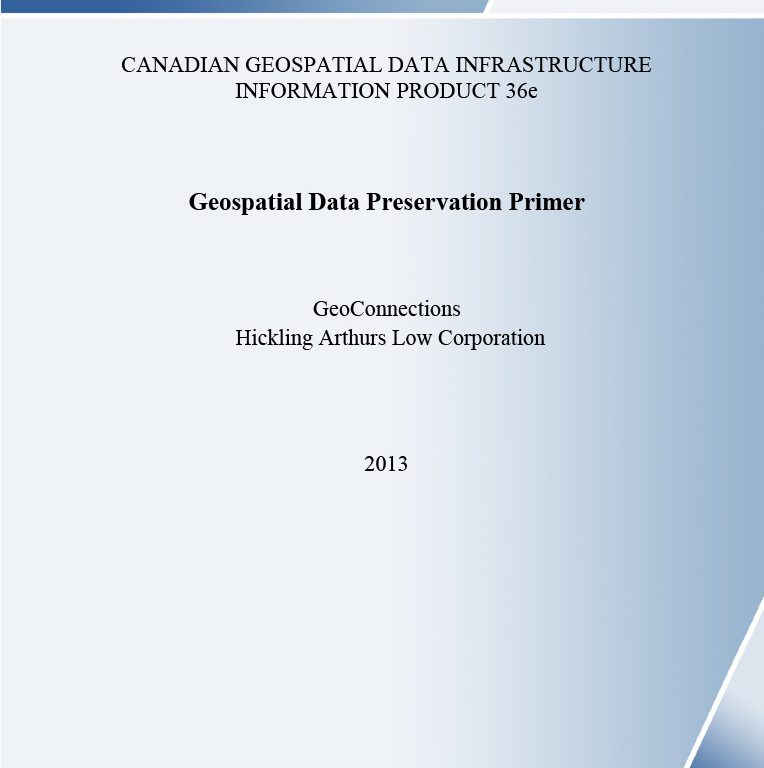 CANADIAN GEOSPATIAL DATA INFRASTRUCTURE
INFORMATION PRODUCT 36e
Geospatial Data Preservation Primer
GeoConnections
Hickling Arthurs Low Corporation
2013